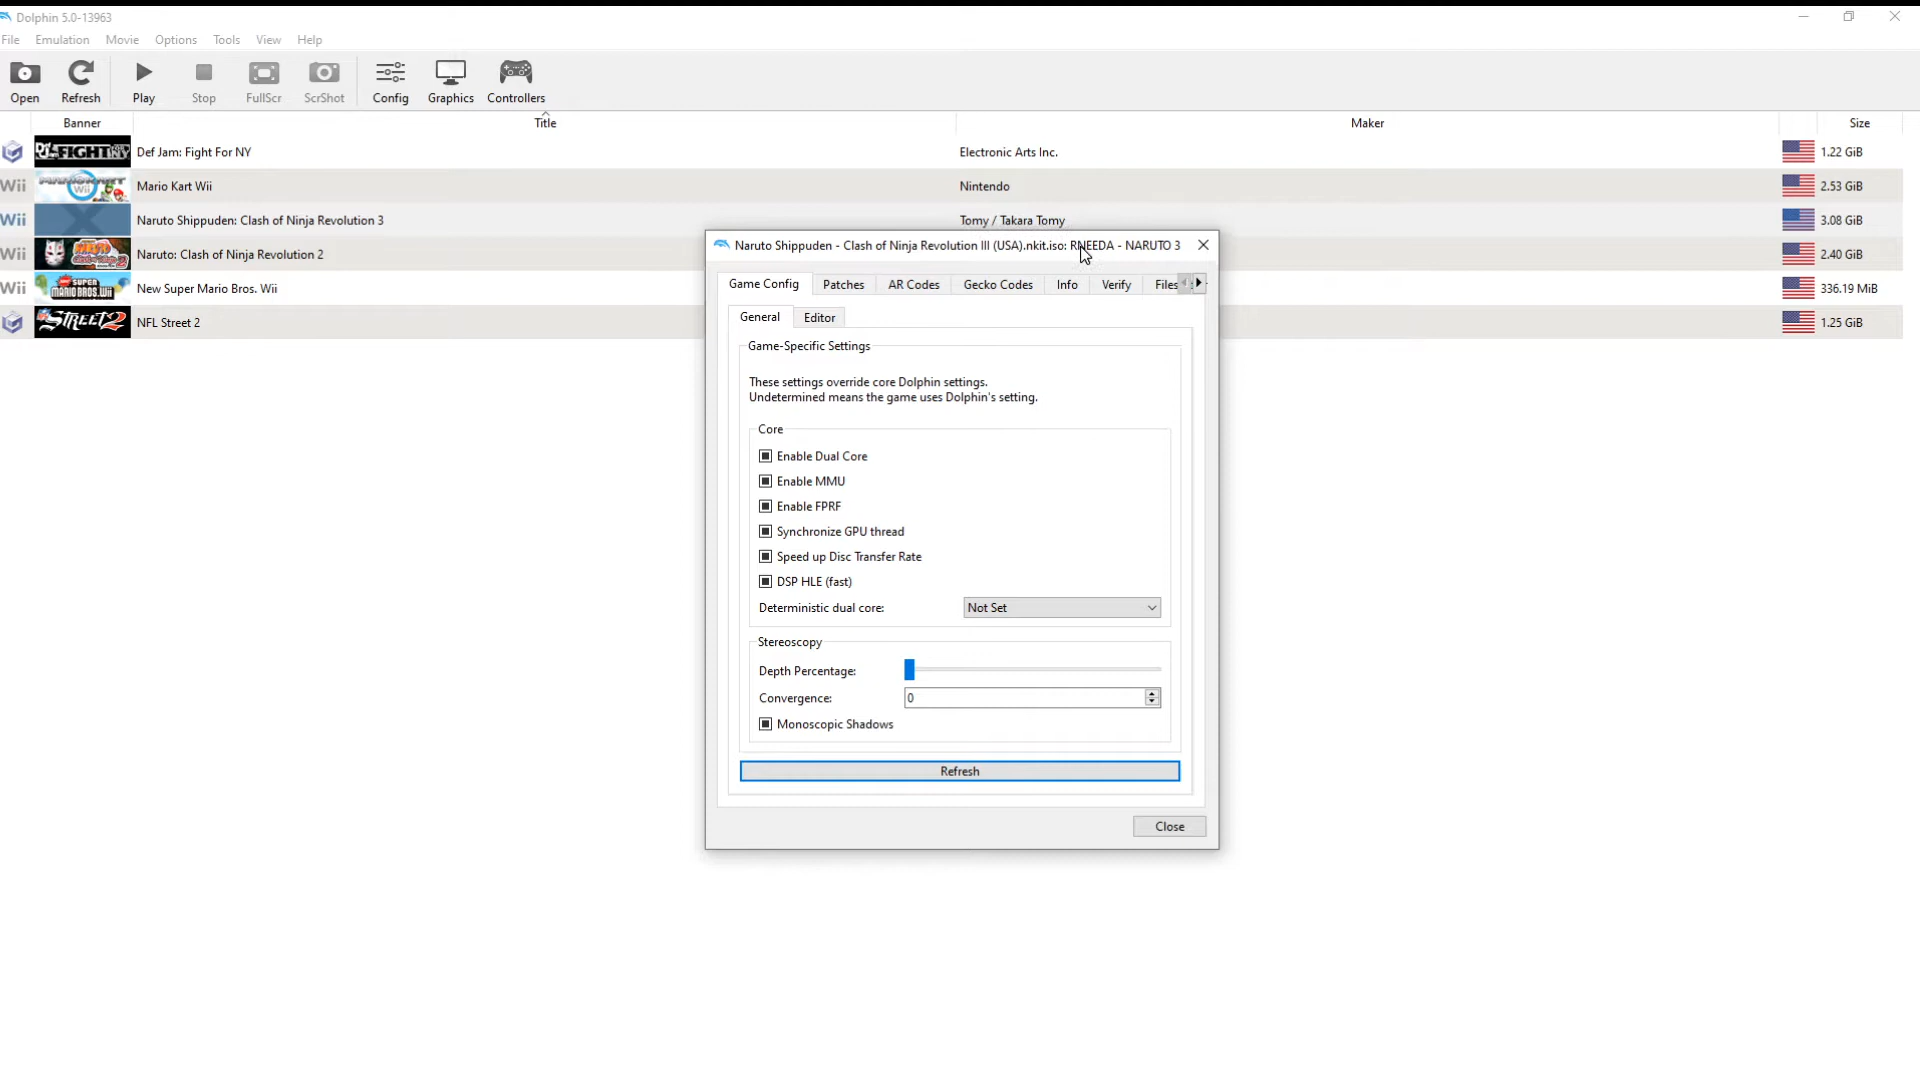 Dolphin 5.0-13963
File Emulation Movie Options Tools View Help
Open Refresh Play Stop FullScr ScrShot Config Graphics Controllers
Banner Title Maker Size
DEF JAM FIGHT NY Def Jam: Fight For NY Electronic Arts Inc. 1.22 GiB
Wii MARIOKART Wii Mario Kart Wii Nintendo 2.53 GiB
Wii Naruto Shippuden: Clash of Ninja Revolution 3 Tomy / Takara Tomy 3.08 GiB
Wii Naruto: Clash of Ninja Revolution 2 2.40 GiB
Wii New Super Mario Bros. Wii 336.19 MiB
STREET2 NFL Street 2 1.25 GiB
Naruto Shippuden - Clash of Ninja Revolution III (USA).nkit.iso: RNEEDA - NARUTO 3
Game Config Patches AR Codes Gecko Codes Info Verify Files
General Editor
Game-Specific Settings
These settings override core Dolphin settings.
Undetermined means the game uses Dolphin's setting.
Core
Enable Dual Core
Enable MMU
Enable FPRF
Synchronize GPU thread
Speed up Disc Transfer Rate
DSP HLE (fast)
Deterministic dual core: Not Set
Stereoscopy
Depth Percentage:
Convergence: 0
Monoscopic Shadows
Refresh
Close